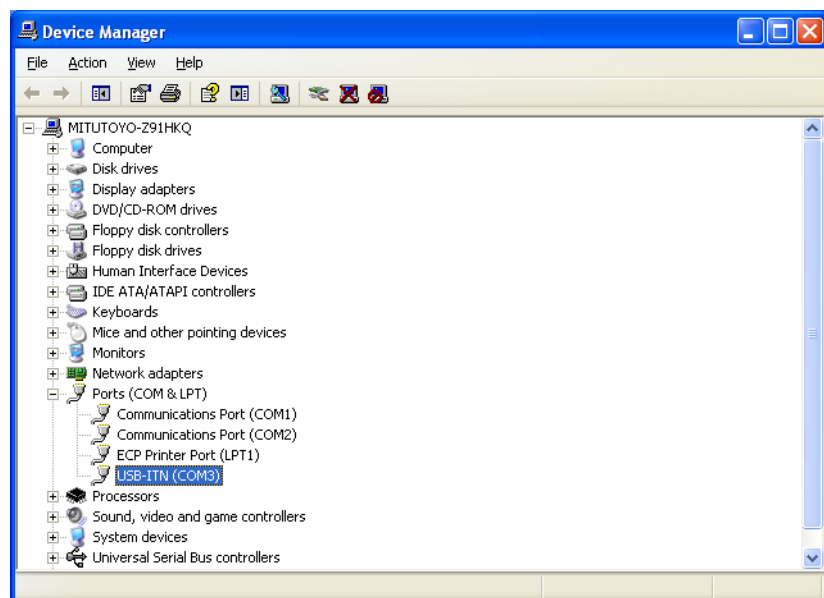 Device Manager
File Action View Help
MITUTOYO-Z91HKQ
Computer
Disk drives
Display adapters
DVD/CD-ROM drives
Floppy disk controllers
Floppy disk drives
Human Interface Devices
IDE ATA/ATAPI controllers
Keyboards
Mice and other pointing devices
Monitors
Network adapters
Ports (COM & LPT)
Communications Port (COM1)
Communications Port (COM2)
ECP Printer Port (LPT1)
USB-ITN (COM3)
Processors
Sound, video and game controllers
System devices
Universal Serial Bus controllers